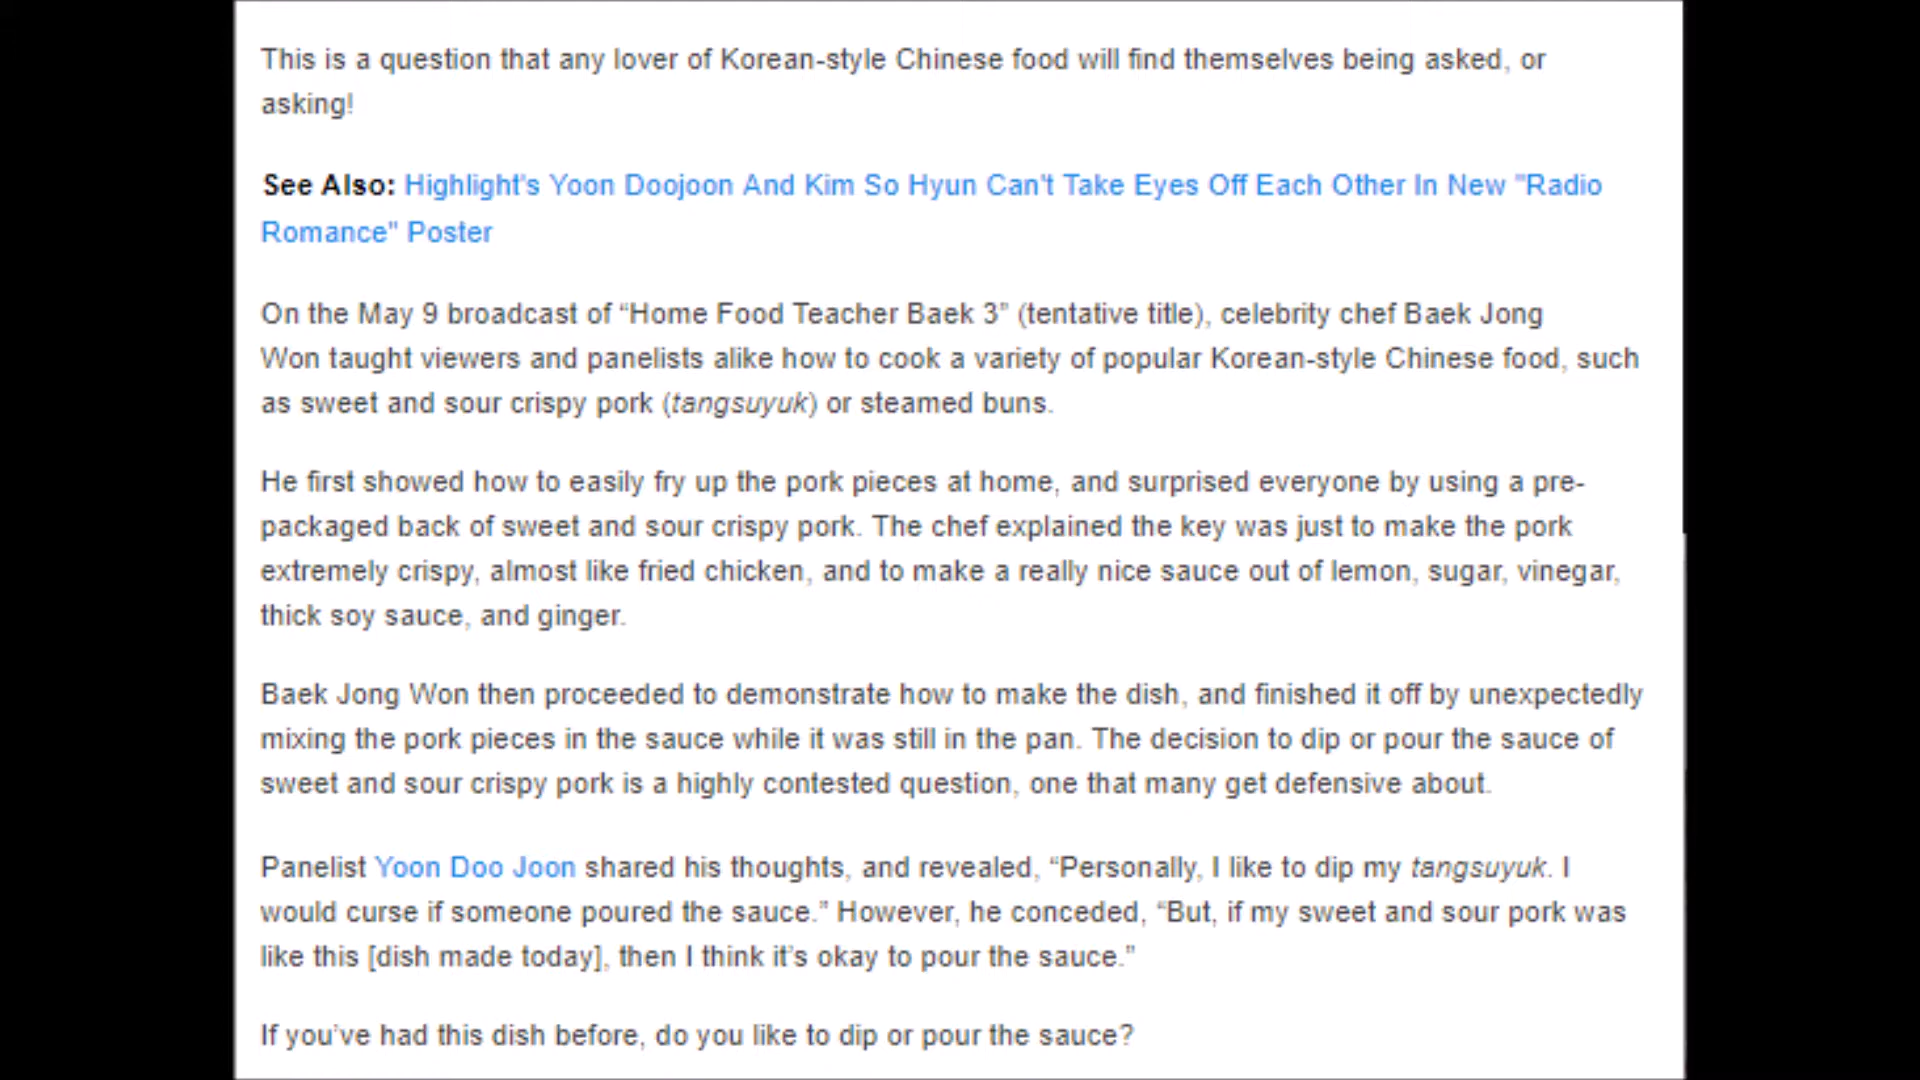 This is a question that any lover of Korean-style Chinese food will find themselves being asked, or
asking!
See Also: Highlight's Yoon Doojoon And Kim So Hyun Can't Take Eyes Off Each Other In New "Radio
Romance" Poster
On the May 9 broadcast of “Home Food Teacher Baek 3” (tentative title), celebrity chef Baek Jong
Won taught viewers and panelists alike how to cook a variety of popular Korean-style Chinese food, such
as sweet and sour crispy pork (tangsuyuk) or steamed buns.
He first showed how to easily fry up the pork pieces at home, and surprised everyone by using a pre-
packaged back of sweet and sour crispy pork. The chef explained the key was just to make the pork
extremely crispy, almost like fried chicken, and to make a really nice sauce out of lemon, sugar, vinegar,
thick soy sauce, and ginger.
Baek Jong Won then proceeded to demonstrate how to make the dish, and finished it off by unexpectedly
mixing the pork pieces in the sauce while it was still in the pan. The decision to dip or pour the sauce of
sweet and sour crispy pork is a highly contested question, one that many get defensive about.
Panelist Yoon Doo Joon shared his thoughts, and revealed, “Personally, I like to dip my tangsuyuk. I
would curse if someone poured the sauce.” However, he conceded, “But, if my sweet and sour pork was
like this [dish made today], then I think it’s okay to pour the sauce.”
If you’ve had this dish before, do you like to dip or pour the sauce?